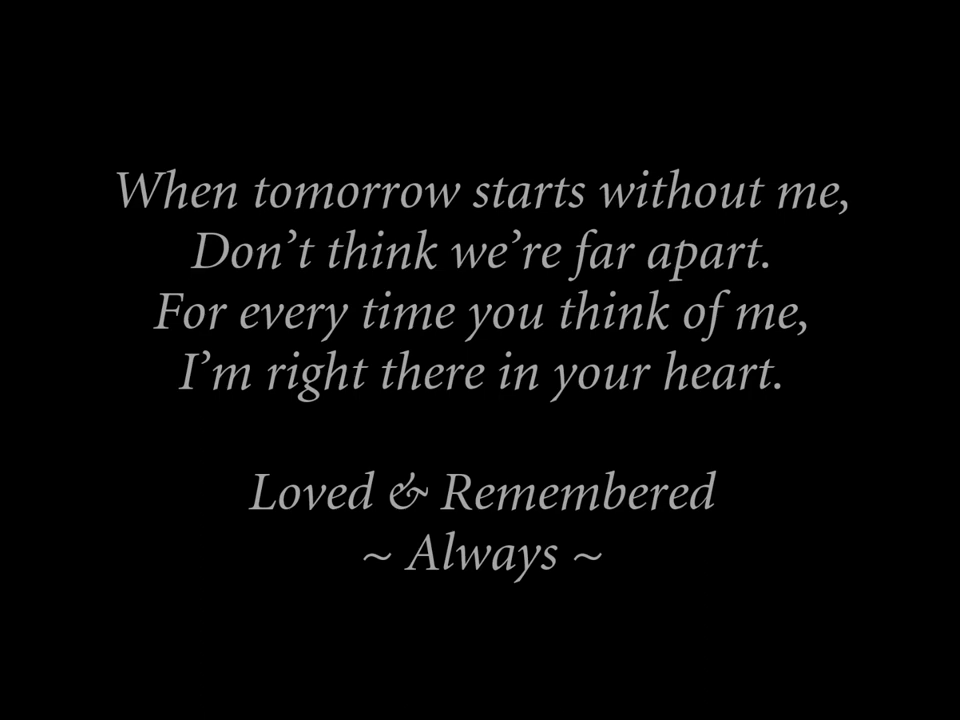 When tomorrow starts without me,
Don’t think we’re far apart.
For every time you think of me,
I’m right there in your heart.
Loved & Remembered
~ Always ~